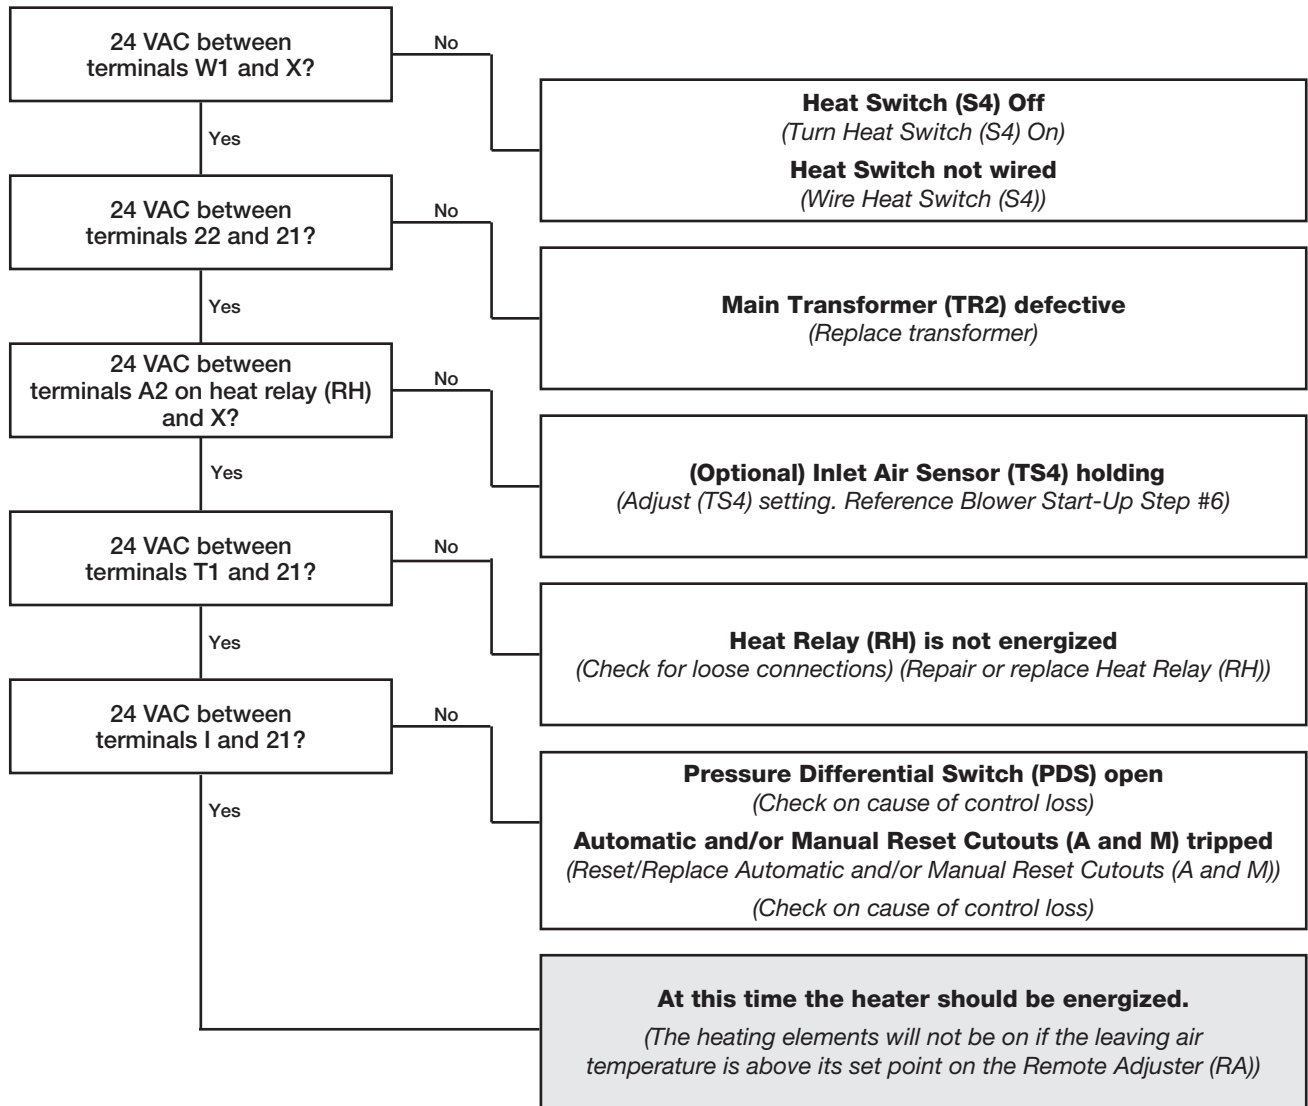 24 VAC between
terminals W1 and X?
No
Heat Switch (S4) Off
(Turn Heat Switch (S4) On)
Heat Switch not wired
(Wire Heat Switch (S4))
Yes
24 VAC between
terminals 22 and 21?
No
Main Transformer (TR2) defective
(Replace transformer)
Yes
24 VAC between
terminals A2 on heat relay (RH)
and X?
No
(Optional) Inlet Air Sensor (TS4) holding
(Adjust (TS4) setting. Reference Blower Start-Up Step #6)
Yes
24 VAC between
terminals T1 and 21?
No
Heat Relay (RH) is not energized
(Check for loose connections) (Repair or replace Heat Relay (RH))
Yes
24 VAC between
terminals I and 21?
No
Pressure Differential Switch (PDS) open
(Check on cause of control loss)
Automatic and/or Manual Reset Cutouts (A and M) tripped
(Reset/Replace Automatic and/or Manual Reset Cutouts (A and M))
(Check on cause of control loss)
Yes
At this time the heater should be energized.
(The heating elements will not be on if the leaving air
temperature is above its set point on the Remote Adjuster (RA))